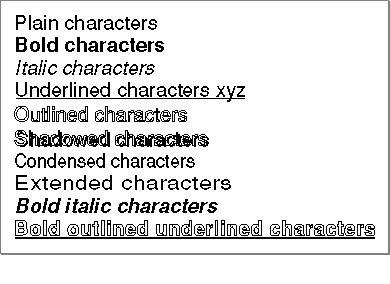 Plain characters
Bold characters
Italic characters
Underlined characters xyz
Outlined characters
Shadowed characters
Condensed characters
Extended characters
Bold italic characters
Bold outlined underlined characters